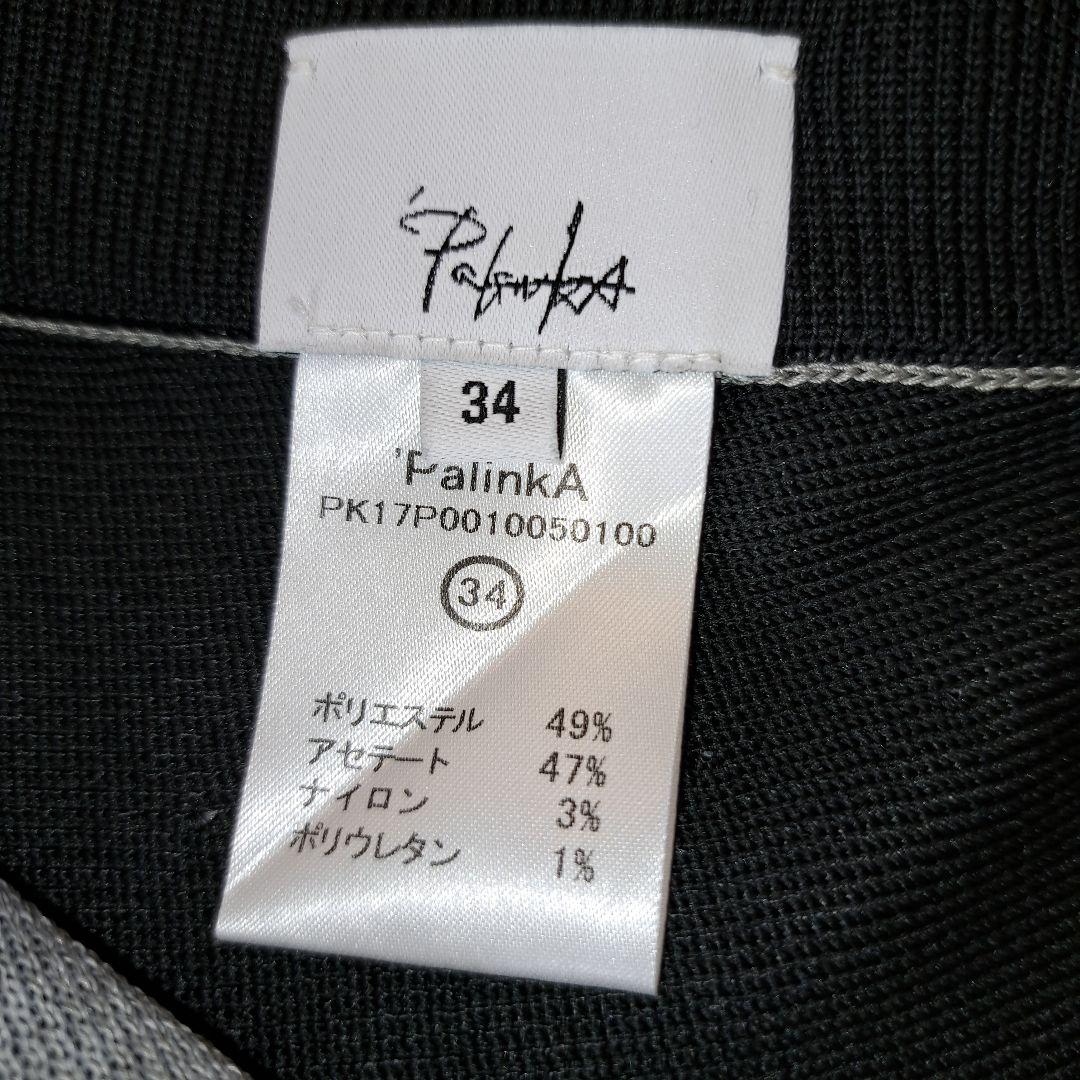 'PalinkA
34
'PalinkA
PK17P0010050100
34
ポリエステル 49%
アセテート 47%
ナイロン 3%
ポリウレタン 1%